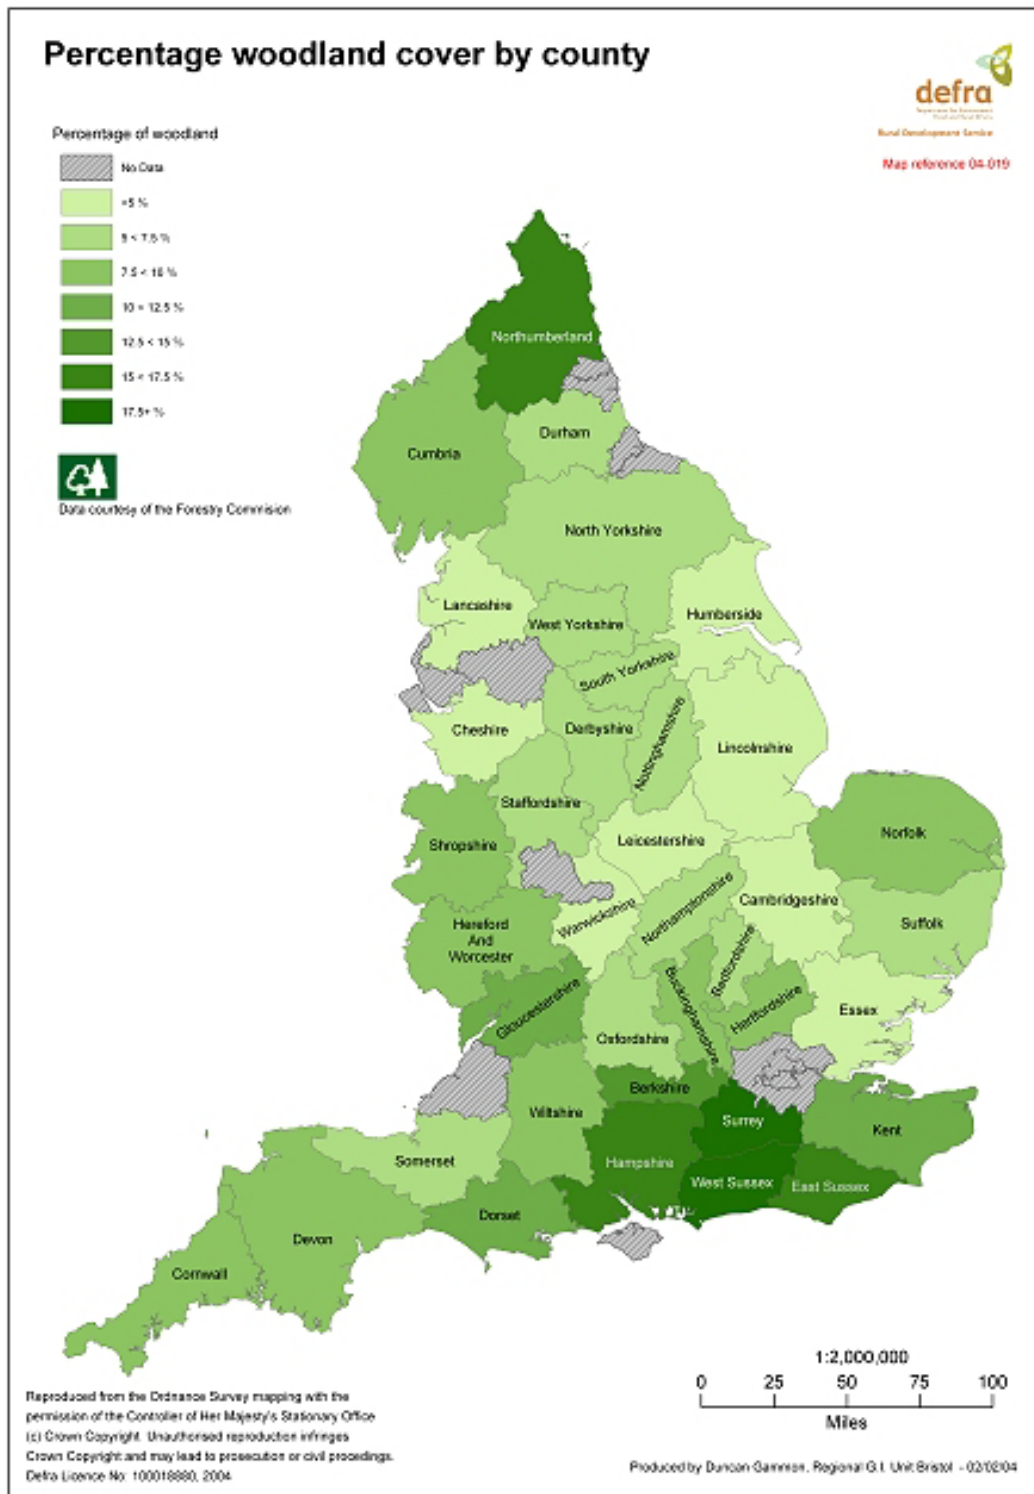 Percentage woodland cover by county
defra
Rural Development Service
Map reference 04-019
Percentage of woodland
No Data
<5 %
5 < 7.5 %
7.5 < 10 %
10 < 12.5 %
12.5 < 15 %
15 < 17.5 %
17.5+ %
Data courtesy of the Forestry Commision
Northumberland
Durham
Cumbria
North Yorkshire
Lancashire
West Yorkshire
Humberside
South Yorkshire
Cheshire
Derbyshire
Nottinghamshire
Lincolnshire
Staffordshire
Shropshire
Leicestershire
Norfolk
Hereford
And
Worcester
Warwickshire
Northamptonshire
Cambridgeshire
Suffolk
Bedfordshire
Gloucestershire
Oxfordshire
Buckinghamshire
Hertfordshire
Essex
Berkshire
Wiltshire
Surrey
Kent
Somerset
Hampshire
West Sussex
East Sussex
Devon
Dorset
Cornwall
1:2,000,000
0 25 50 75 100
Miles
Reproduced from the Ordnance Survey mapping with the
permission of the Controller of Her Majesty's Stationary Office
(c) Crown Copyright. Unauthorised reproduction infringes
Crown Copyright and may lead to prosecution or civil procedings.
Defra Licence No: 100018880, 2004
Produced by Duncan Gammon, Regional G.I. Unit Bristol - 02/02/04